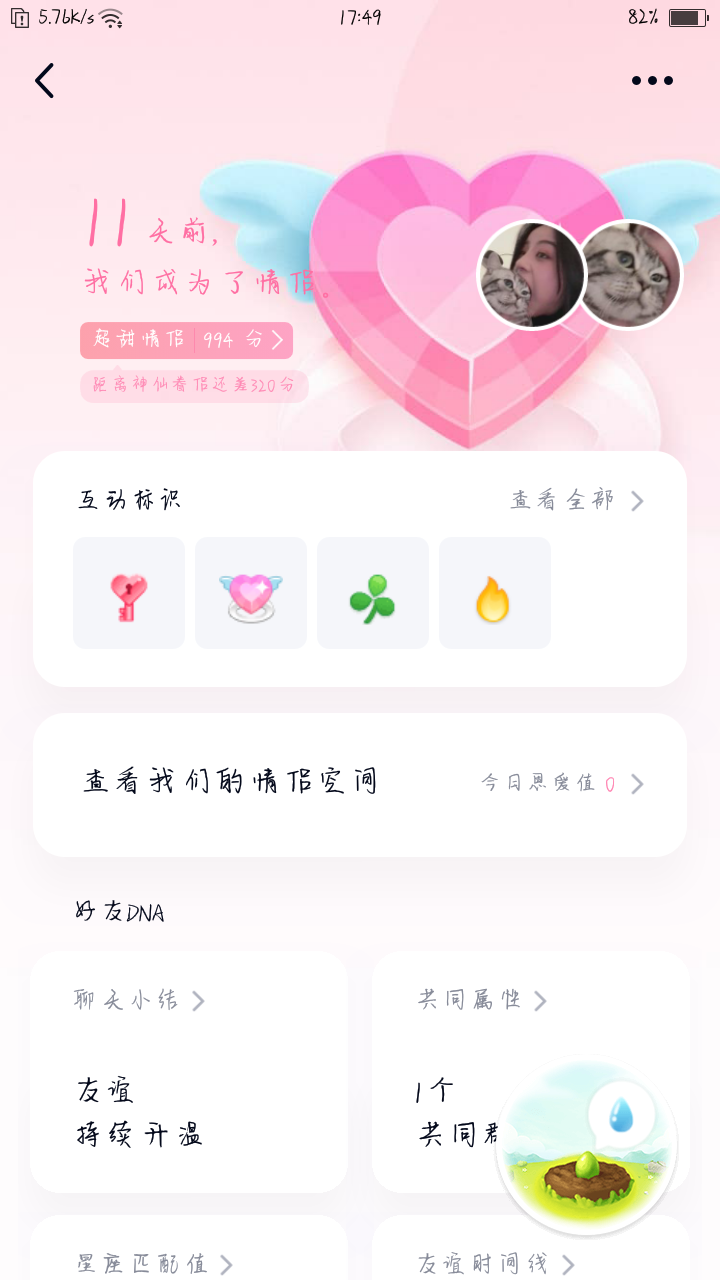 5.76K/s
17:49
82%
11 天前,
我们成为了情侣。
超甜情侣 994 分
距离神仙眷侣还差320分
互动标识
查看全部
查看我们的情侣空间
今日恩爱值 0
好友DNA
聊天小结
共同属性
友谊
持续升温
1个
共同群
星座匹配值
友谊时间线